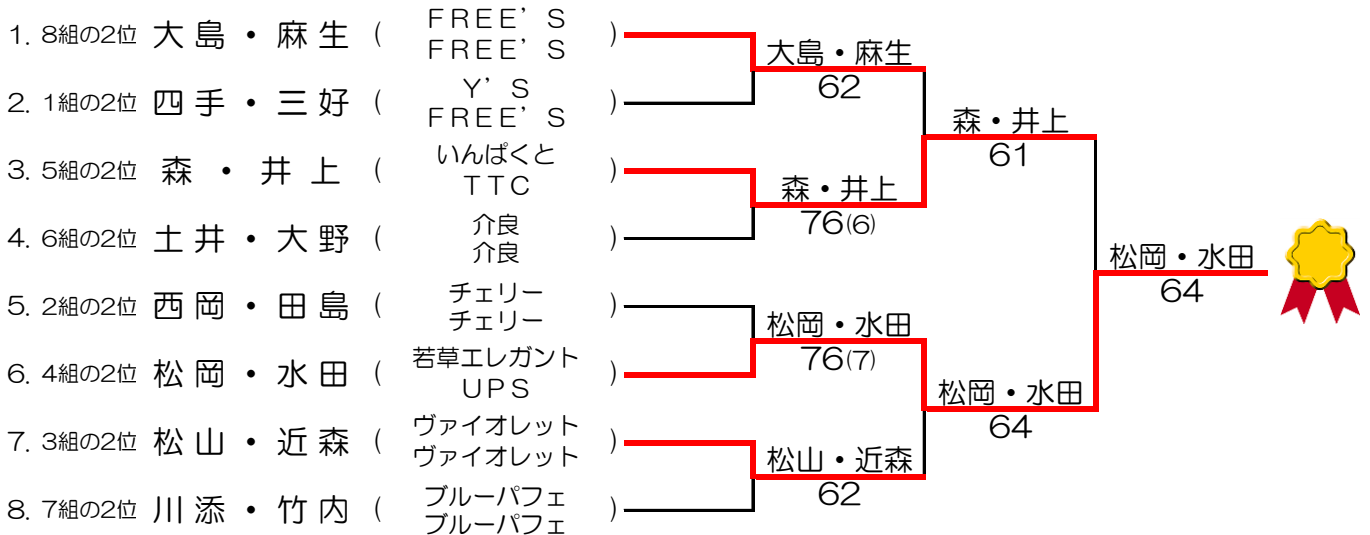 1. 8組の2位 大島・麻生 ( FREE'S FREE'S )
2. 1組の2位 四手・三好 ( Y'S FREE'S )
3. 5組の2位 森・井上 ( いんぱくと TTC )
4. 6組の2位 土井・大野 ( 介良 介良 )
5. 2組の2位 西岡・田島 ( チェリー チェリー )
6. 4組の2位 松岡・水田 ( 若草エレガント UPS )
7. 3組の2位 松山・近森 ( ヴァイオレット ヴァイオレット )
8. 7組の2位 川添・竹内 ( ブルーパフェ ブルーパフェ )
大島・麻生
62
森・井上
76(6)
松岡・水田
76(7)
松山・近森
62
森・井上
61
松岡・水田
64
松岡・水田
64